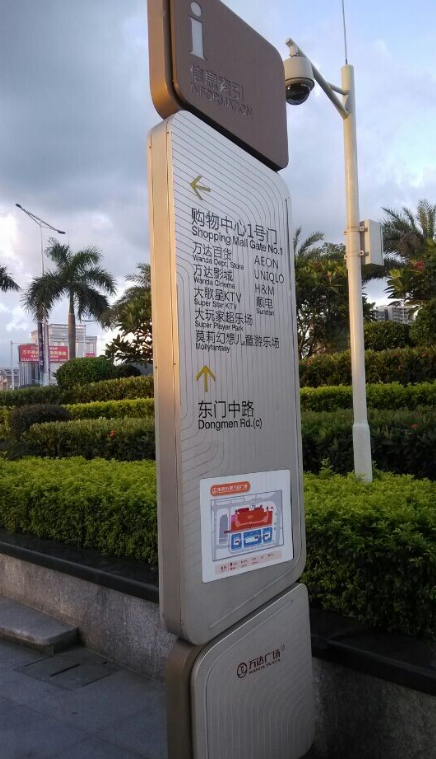 i
信息索引
INFORMATION
购物中心1号门
Shopping Mall Gate No.1
万达百货 AEON
Wanda Dept Store
万达影城 UNIQLO
Wanda Cinema
大歌星KTV H&M
Super Star KTV
大玩家超乐场 顺电
Super Player Park Sundan
莫莉幻想儿童游乐场
Mollyfantasy
东门中路
Dongmen Rd.(c)
万达广场
WANDA PLAZA